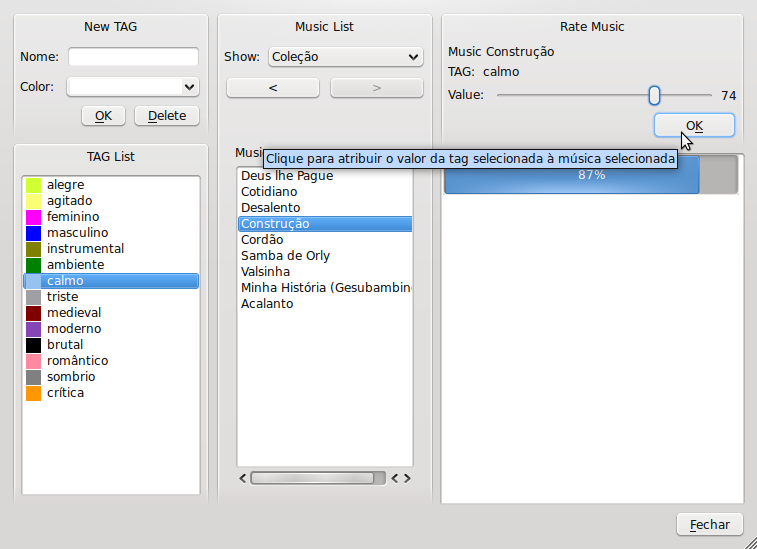 New TAG
Nome:
Color:
OK
Delete
TAG List
alegre
agitado
feminino
masculino
instrumental
ambiente
calmo
triste
medieval
moderno
brutal
romântico
sombrio
crítica
Music List
Show: Coleção
<
>
Clique para atribuir o valor da tag selecionada à música selecionada
Deus lhe Pague
Cotidiano
Desalento
Construção
Cordão
Samba de Orly
Valsinha
Minha História (Gesubambin
Acalanto
Rate Music
Music Construção
TAG: calmo
Value: 74
OK
87%
Fechar